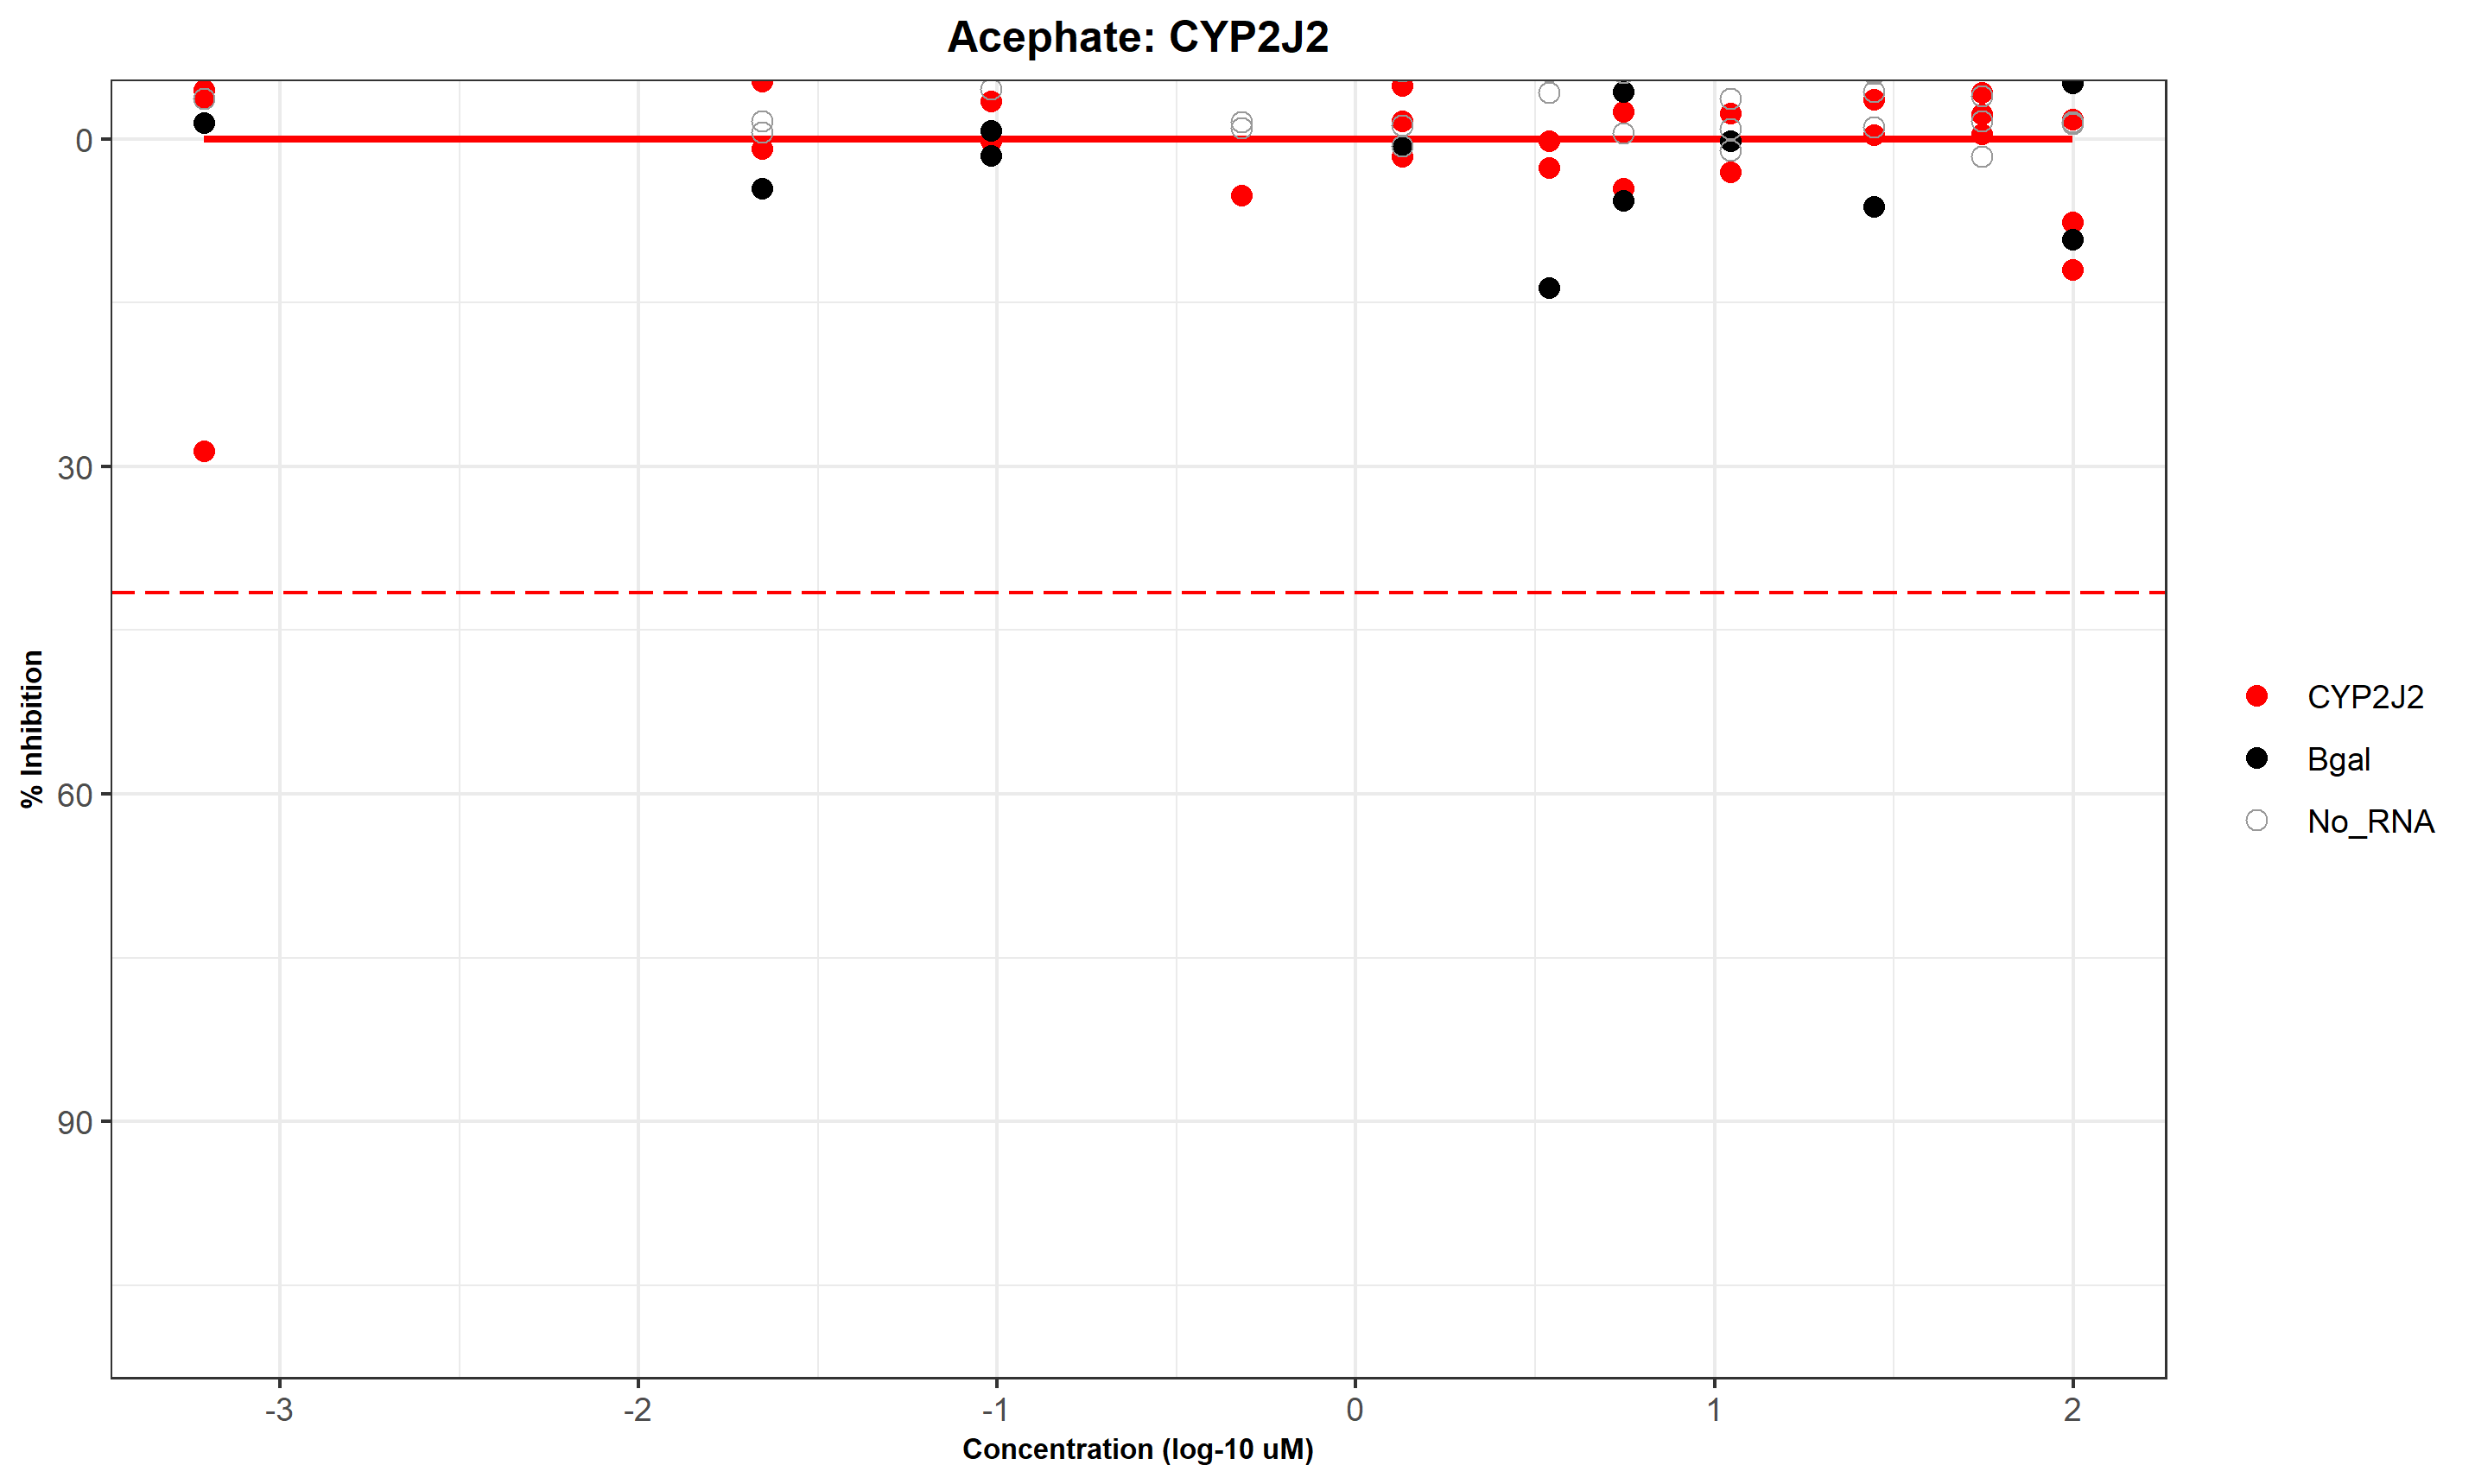 Acephate: CYP2J2
0
30
60
90
% Inhibition
-3
-2
-1
0
1
2
Concentration (log-10 uM)
CYP2J2
Bgal
No_RNA